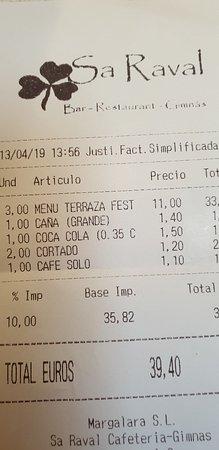 Sa Raval
Bar-Restaurant-Gimnàs
13/04/19 13:56 Justi.Fact.Simplificada
Und Articulo Precio
3,00 MENU TERRAZA FEST 11,00 33,
1,00 CAÑA (GRANDE) 1,40
1,00 COCA COLA (0.35 C 1,50
2,00 CORTADO 1,20
1,00 CAFE SOLO 1,10
% Imp Base Imp. Total
10,00 35,82
TOTAL EUROS 39,40
Margalara S.L.
Sa Raval Cafeteria-Gimnas